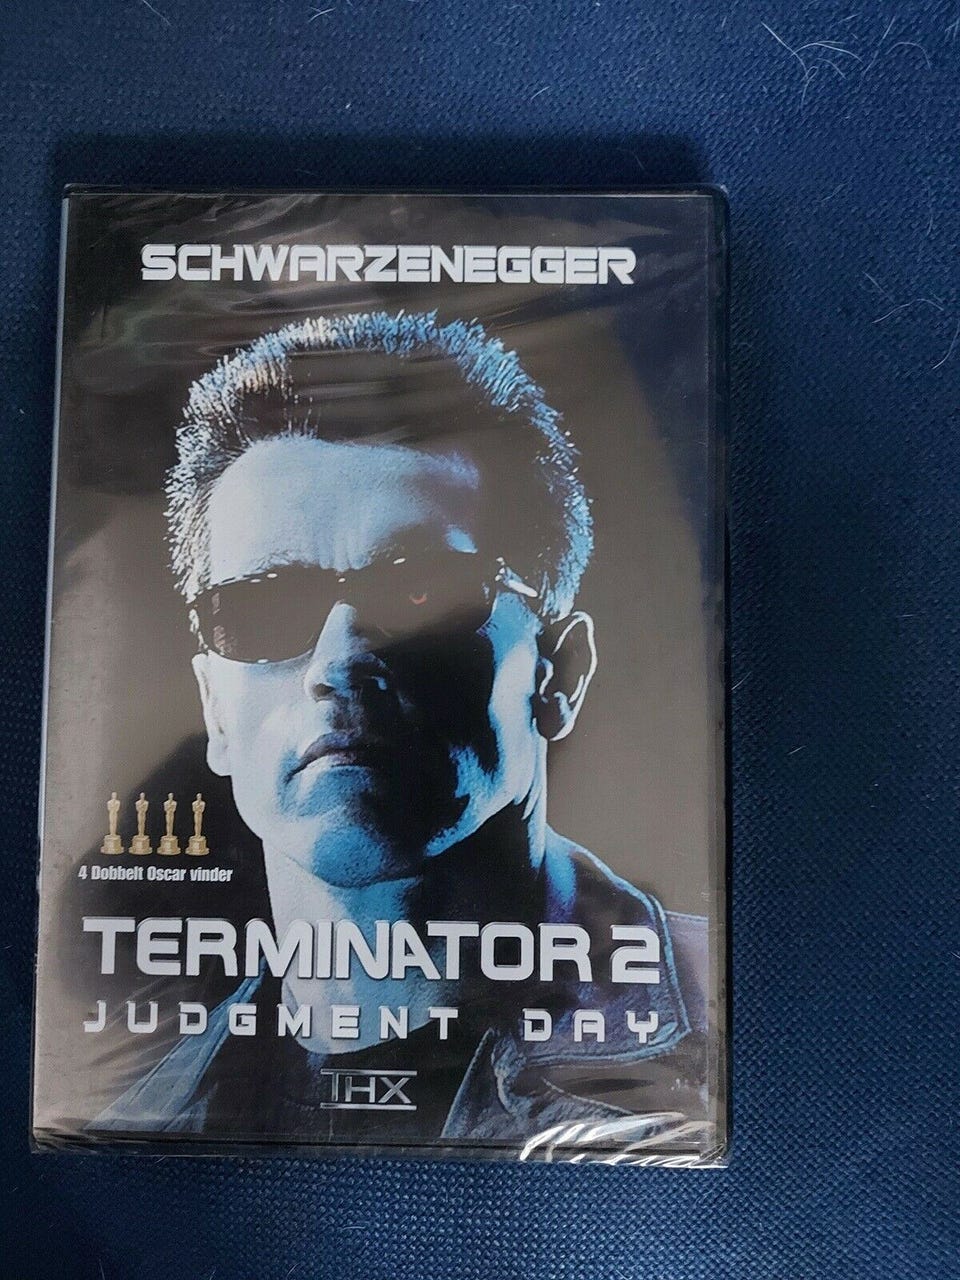 SCHWARZENEGGER
4 Dobbelt Oscar vinder
TERMINATOR 2
JUDGMENT DAY
THX